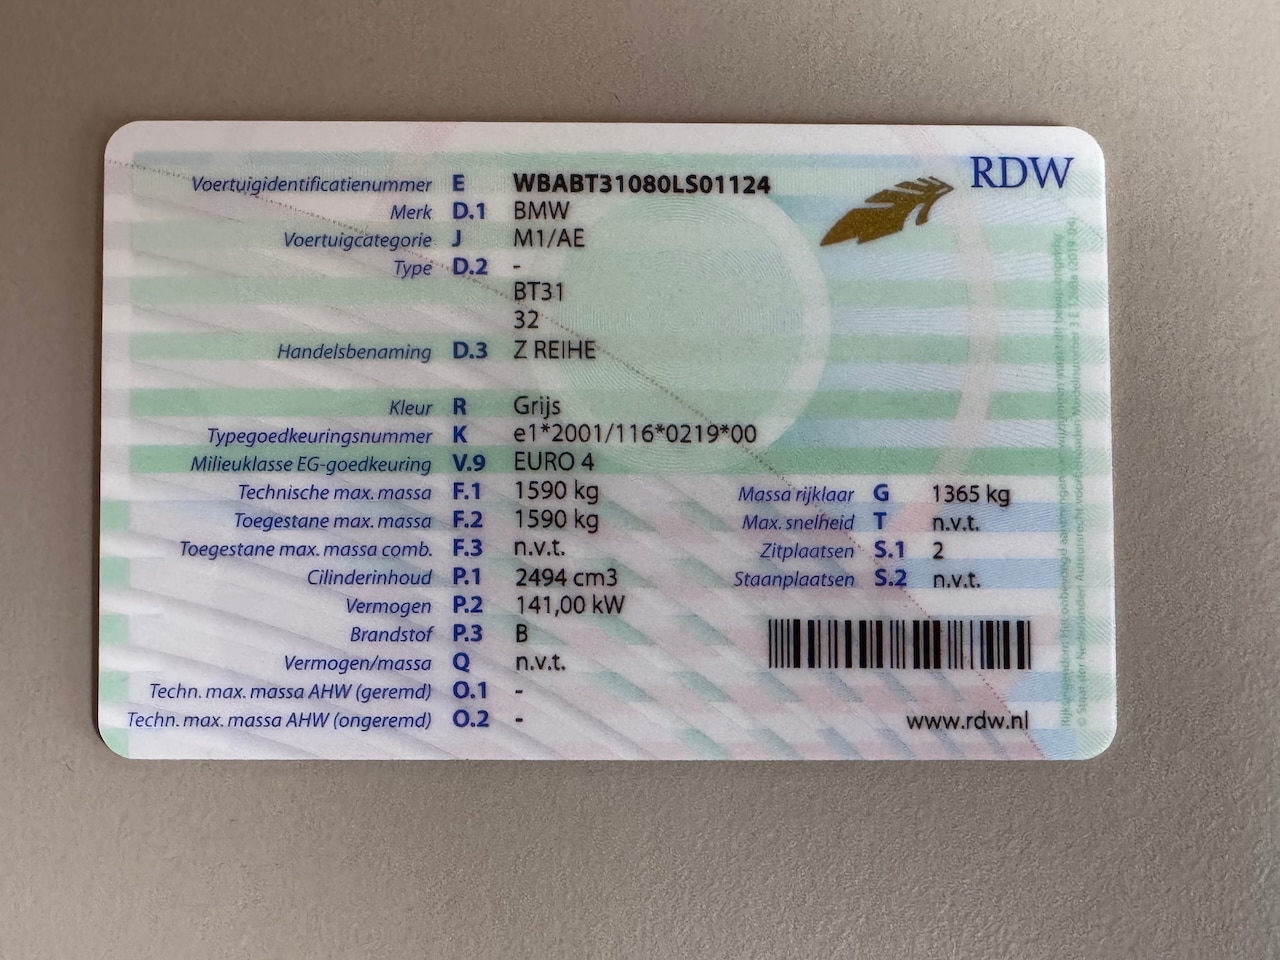 RDW
Voertuigidentificatienummer E WBABT31080LS01124
Merk D.1 BMW
Voertuigcategorie J M1/AE
Type D.2 -
BT31
32
Handelsbenaming D.3 Z REIHE
Kleur R Grijs
Typegoedkeuringsnummer K e1*2001/116*0219*00
Milieuklasse EG-goedkeuring V.9 EURO 4
Technische max. massa F.1 1590 kg
Massa rijklaar G 1365 kg
Toegestane max. massa F.2 1590 kg
Max. snelheid T n.v.t.
Toegestane max. massa comb. F.3 n.v.t.
Zitplaatsen S.1 2
Cilinderinhoud P.1 2494 cm3
Staanplaatsen S.2 n.v.t.
Vermogen P.2 141,00 kW
Brandstof P.3 B
Vermogen/massa Q n.v.t.
Techn. max. massa AHW (geremd) O.1 -
Techn. max. massa AHW (ongeremd) O.2 -
www.rdw.nl